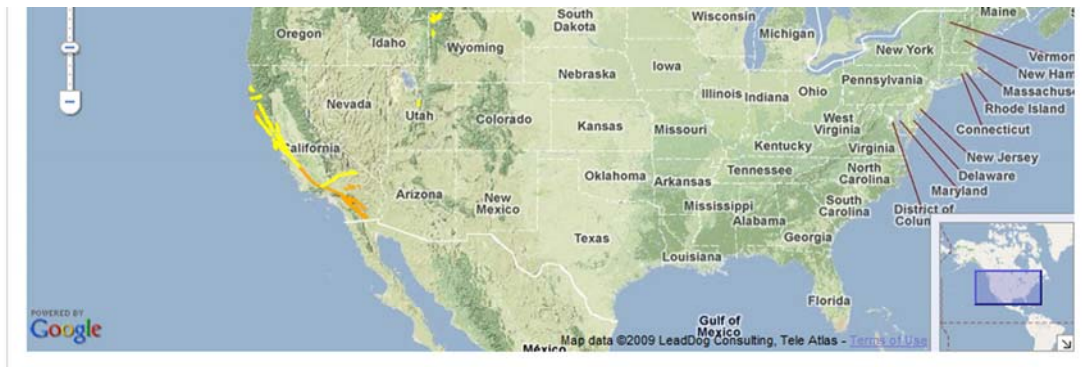 South
Dakota
Wisconsin
Maine
Oregon
Idaho
Michigan
Wyoming
New York
Vermon
Nebraska
Iowa
Pennsylvania
New Ham
Illinois
Indiana
Ohio
Massachus
Nevada
Utah
Colorado
Rhode Island
Kansas
Missouri
West
Virginia
Connecticut
California
Kentucky
Virginia
New Jersey
Oklahoma
Tennessee
North
Carolina
Delaware
Arizona
Arkansas
Maryland
New
Mexico
Mississippi
South
Carolina
District of
Colun
Alabama
Texas
Georgia
Louisiana
Florida
POWERED BY
Google
Gulf of
Mexico
México
Map data ©2009 LeadDog Consulting, Tele Atlas - Terms of Use